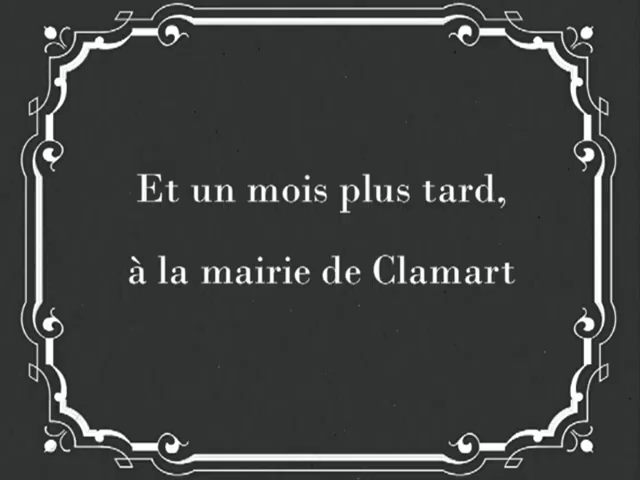 Et un mois plus tard,
à la mairie de Clamart